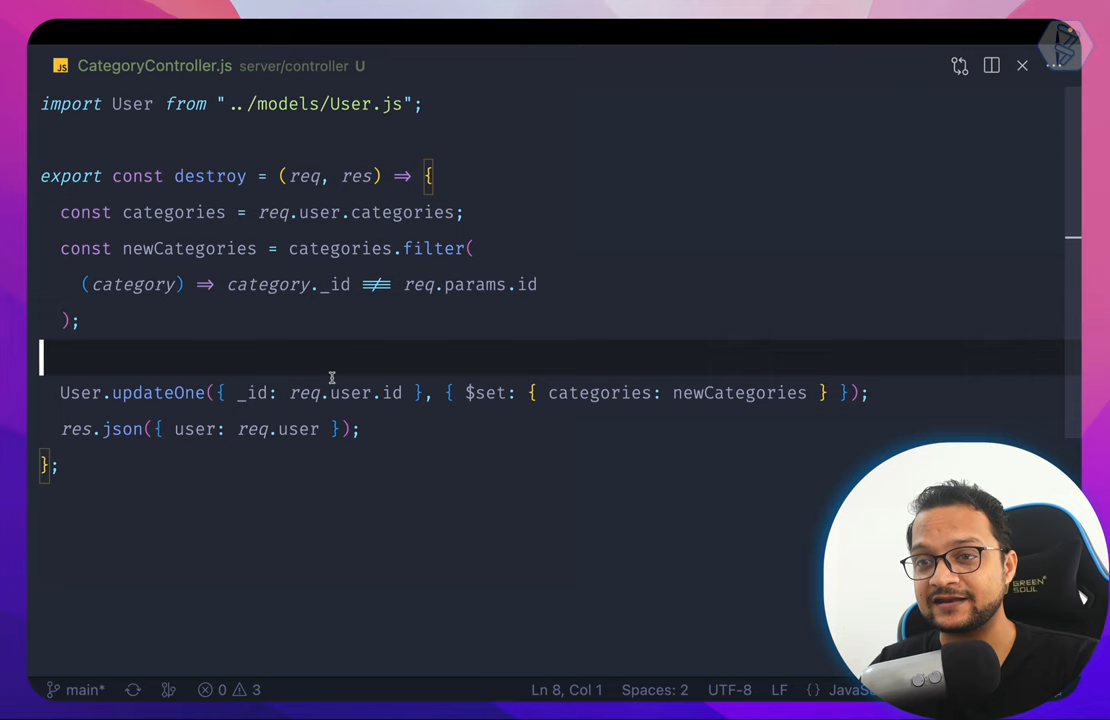 JS CategoryController.js server/controller U
import User from "../models/User.js";
export const destroy = (req, res) => {
const categories = req.user.categories;
const newCategories = categories.filter(
(category) => category._id !== req.params.id
);
User.updateOne({ _id: req.user.id }, { $set: { categories: newCategories } });
res.json({ user: req.user });
};
GREEN SOUL
main* 0 3 Ln 8, Col 1 Spaces: 2 UTF-8 LF {}